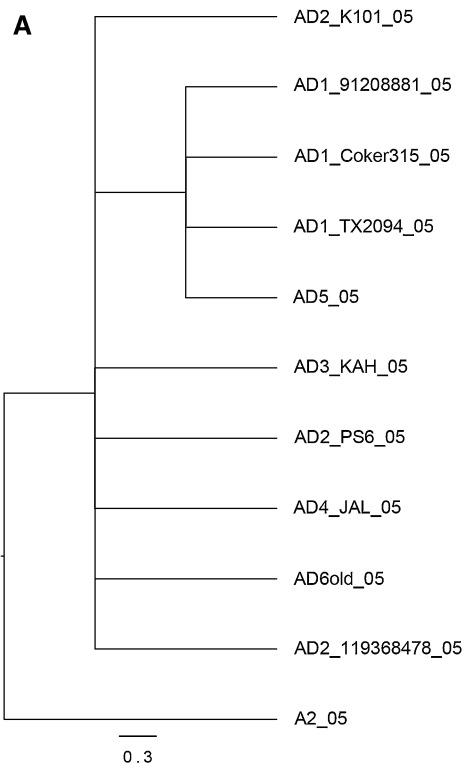 A
AD2_K101_05
AD1_91208881_05
AD1_Coker315_05
AD1_TX2094_05
AD5_05
AD3_KAH_05
AD2_PS6_05
AD4_JAL_05
AD6old_05
AD2_119368478_05
A2_05
0.3